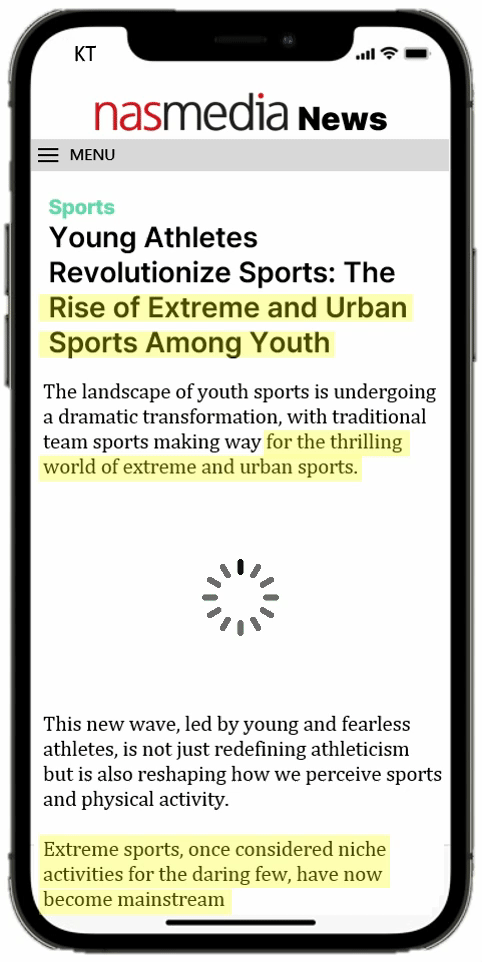 KT
nasmedia News
MENU
Sports
Young Athletes
Revolutionize Sports: The
Rise of Extreme and Urban
Sports Among Youth
The landscape of youth sports is undergoing
a dramatic transformation, with traditional
team sports making way for the thrilling
world of extreme and urban sports.
This new wave, led by young and fearless
athletes, is not just redefining athleticism
but is also reshaping how we perceive sports
and physical activity.
Extreme sports, once considered niche
activities for the daring few, have now
become mainstream